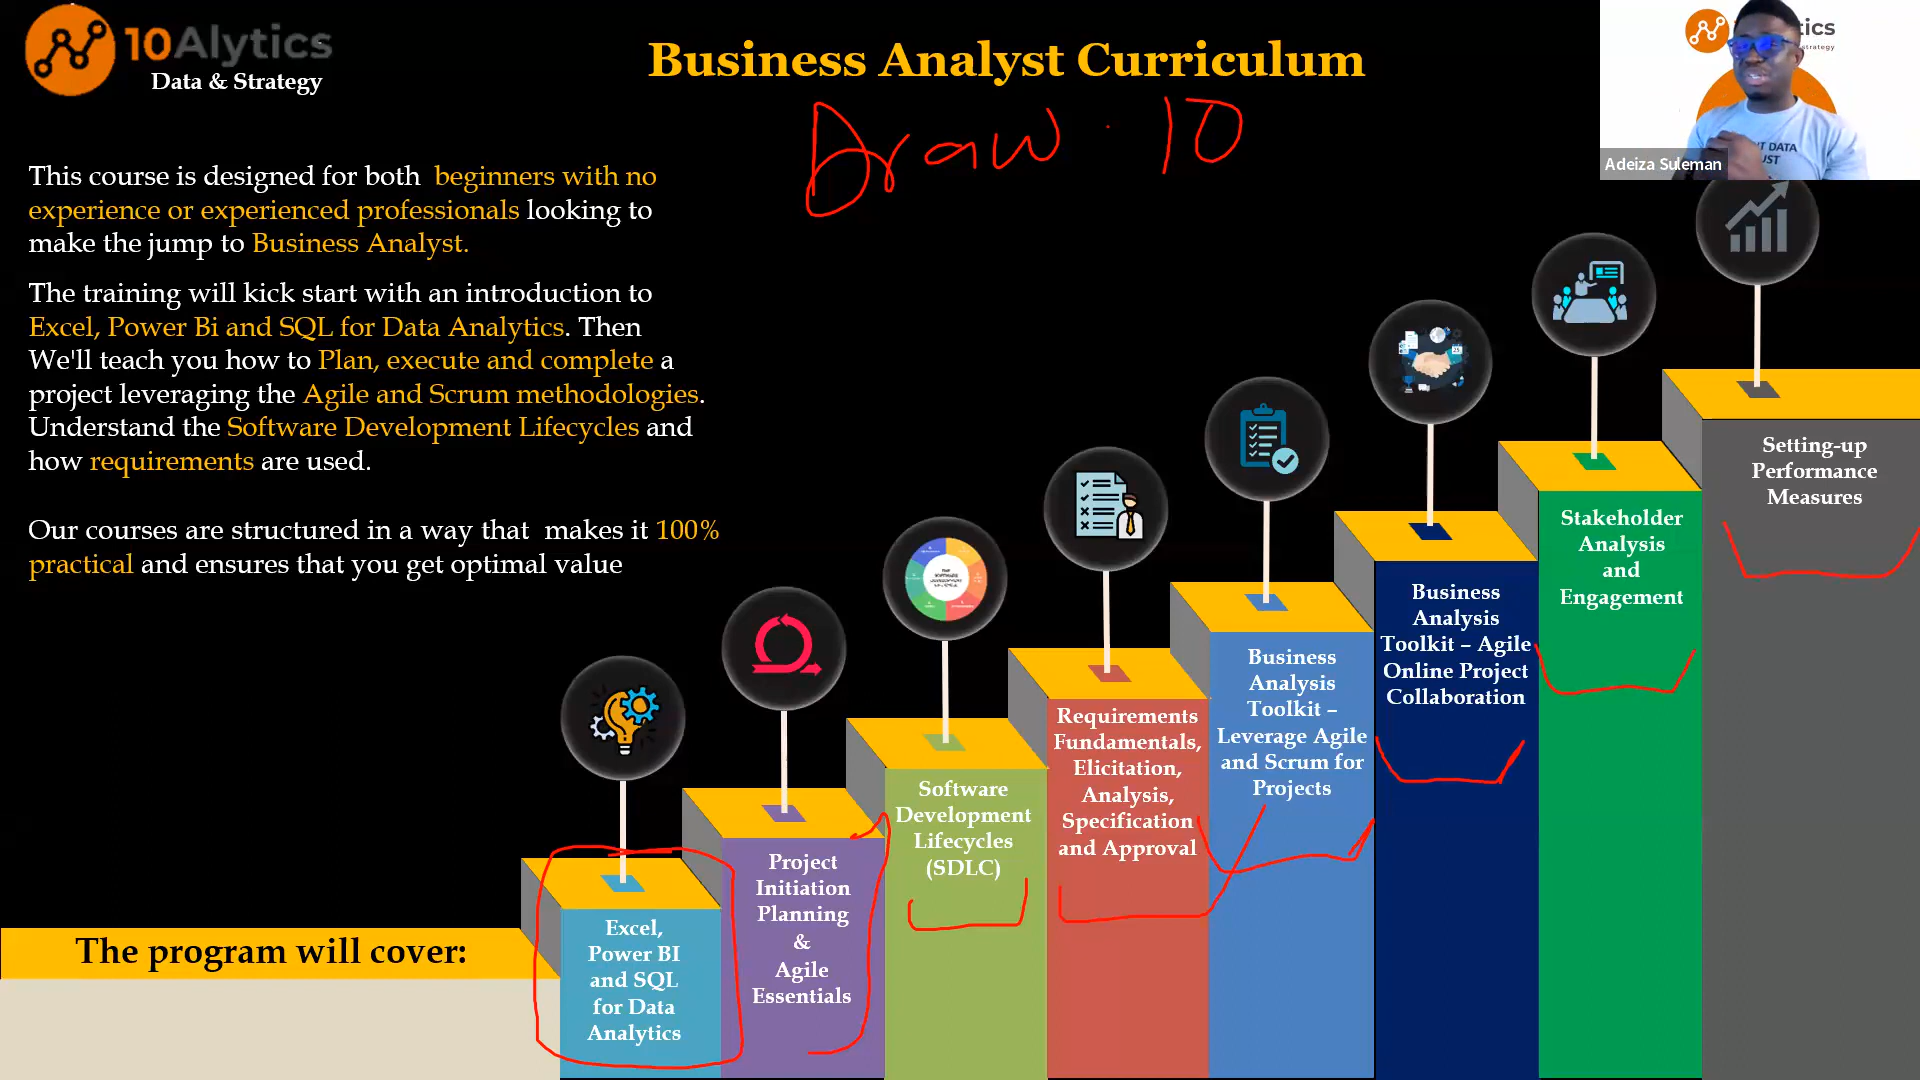 10Alytics
Data & Strategy
Business Analyst Curriculum
Draw . 10
Adeiza Suleman
This course is designed for both beginners with no
experience or experienced professionals looking to
make the jump to Business Analyst.
The training will kick start with an introduction to
Excel, Power Bi and SQL for Data Analytics. Then
We'll teach you how to Plan, execute and complete a
project leveraging the Agile and Scrum methodologies.
Understand the Software Development Lifecycles and
how requirements are used.
Our courses are structured in a way that makes it 100%
practical and ensures that you get optimal value
The program will cover:
Excel,
Power BI
and SQL
for Data
Analytics
Project
Initiation
Planning
&
Agile
Essentials
Software
Development
Lifecycles
(SDLC)
Requirements
Fundamentals,
Elicitation,
Analysis,
Specification
and Approval
Business
Analysis
Toolkit –
Leverage Agile
and Scrum for
Projects
Business
Analysis
Toolkit – Agile
Online Project
Collaboration
Stakeholder
Analysis
and
Engagement
Setting-up
Performance
Measures